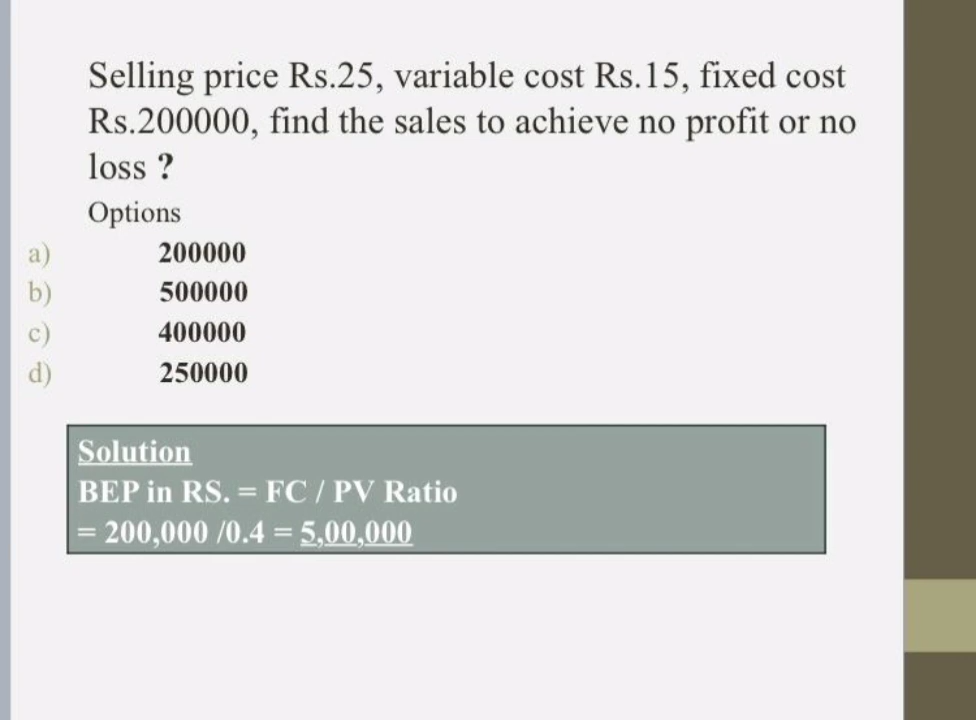 Selling price Rs.25, variable cost Rs.15, fixed cost
Rs.200000, find the sales to achieve no profit or no
loss ?
Options
a) 200000
b) 500000
c) 400000
d) 250000
Solution
BEP in RS. = FC / PV Ratio
= 200,000 /0.4 = 5,00,000